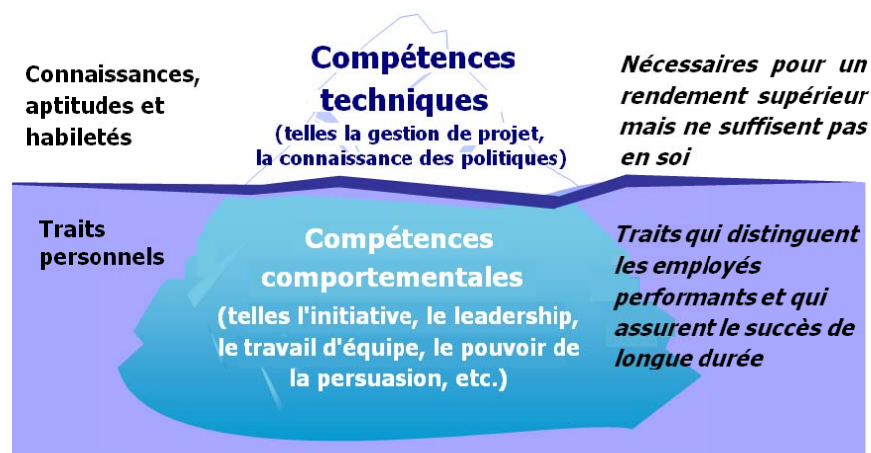 Connaissances,
aptitudes et
habiletés
Compétences
techniques
(telles la gestion de projet,
la connaissance des politiques)
Nécessaires pour un
rendement supérieur
mais ne suffisent pas
en soi
Traits
personnels
Compétences
comportementales
(telles l'initiative, le leadership,
le travail d'équipe, le pouvoir de
la persuasion, etc.)
Traits qui distinguent
les employés
performants et qui
assurent le succès de
longue durée